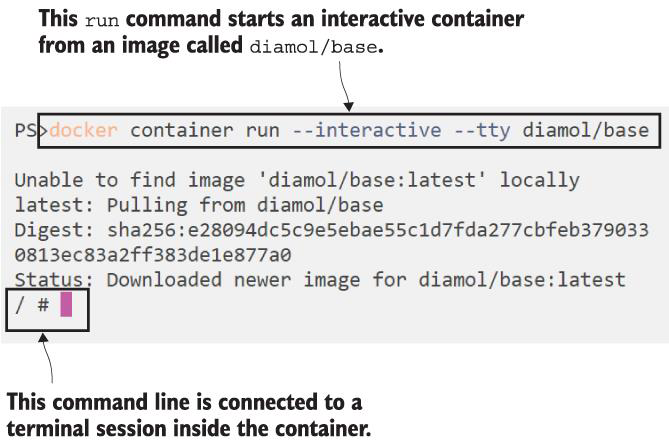 This run command starts an interactive container
from an image called diamol/base.
PS>docker container run --interactive --tty diamol/base
Unable to find image 'diamol/base:latest' locally
latest: Pulling from diamol/base
Digest: sha256:e28094dc5c9e5ebae55c1d7fda277cbfeb379033
0813ec83a2ff383de1e877a0
Status: Downloaded newer image for diamol/base:latest
/ #
This command line is connected to a
terminal session inside the container.